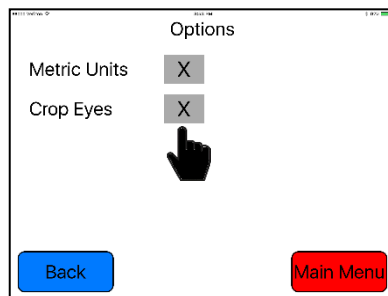 Options
Metric Units X
Crop Eyes X
Back
Main Menu